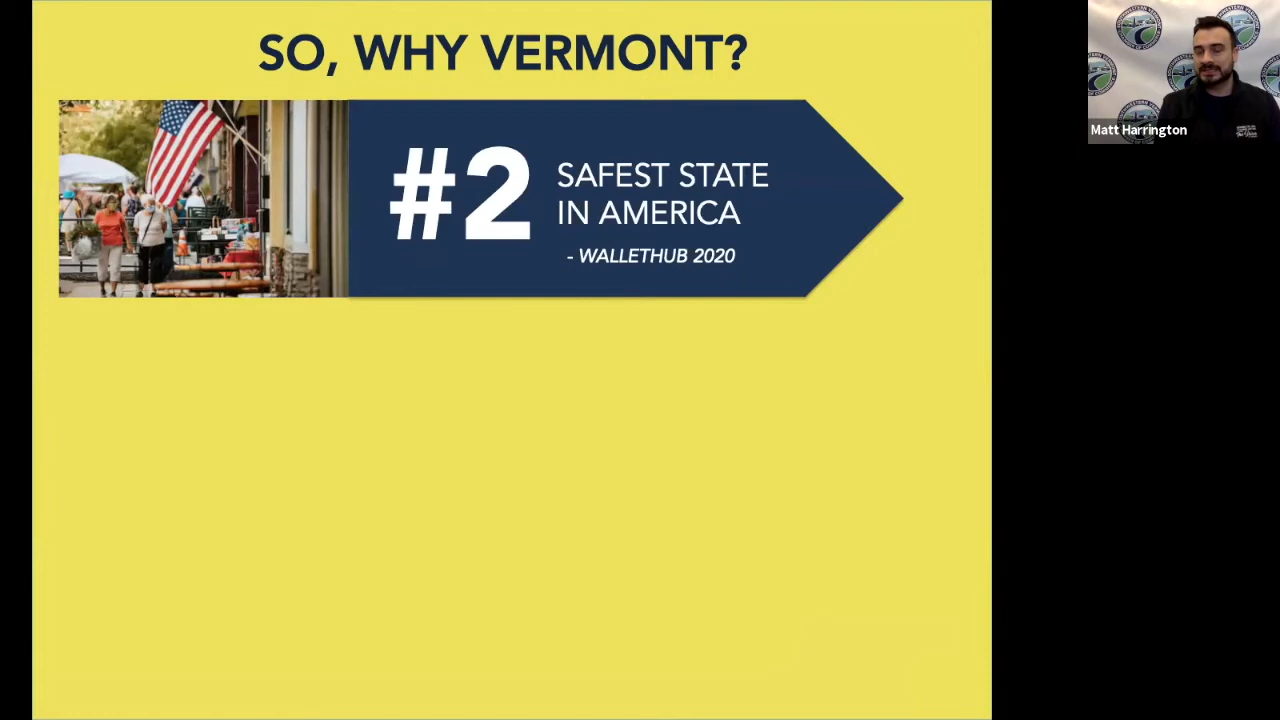 SO, WHY VERMONT?
#2
SAFEST STATE
IN AMERICA
- WALLETHUB 2020
Matt Harrington